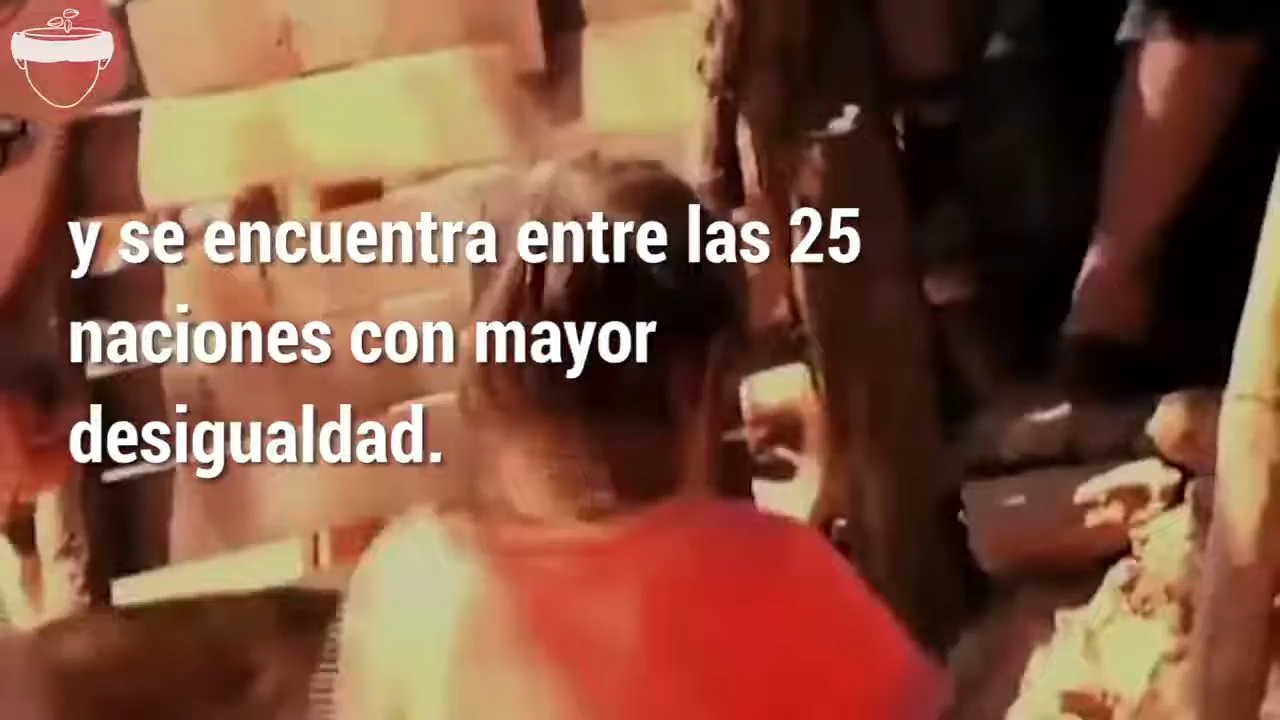 y se encuentra entre las 25
naciones con mayor
desigualdad.